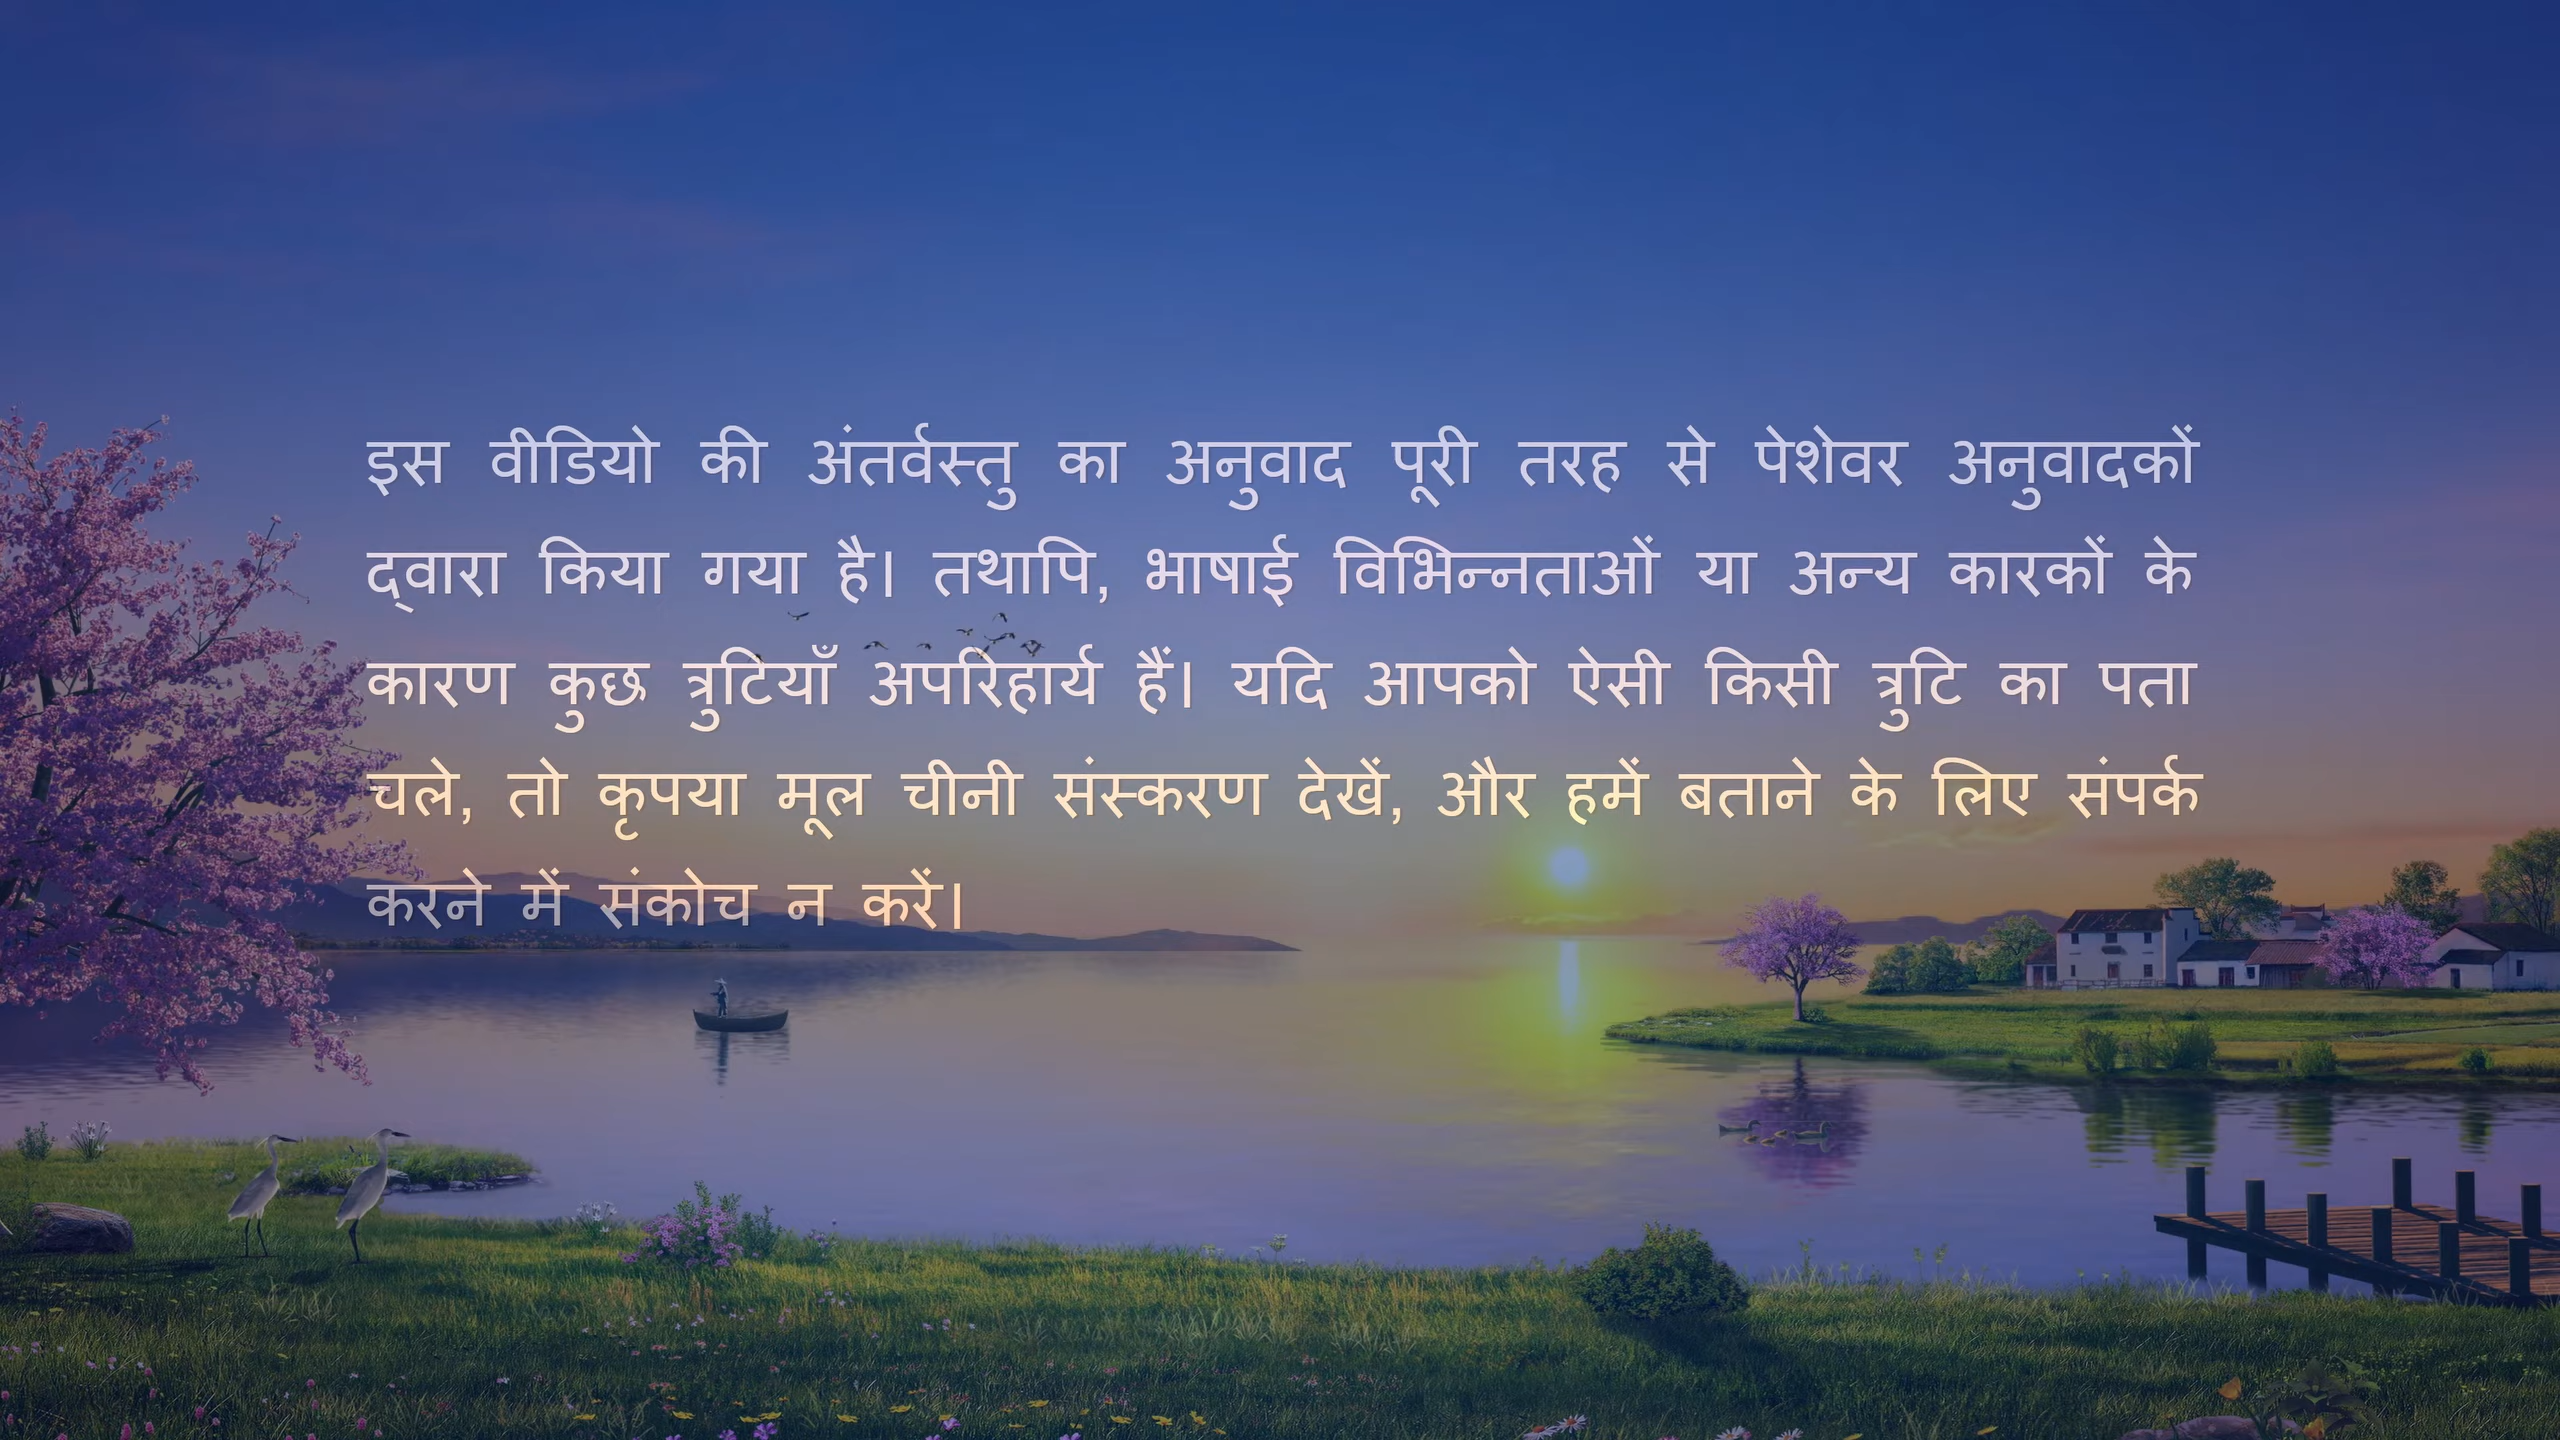 इस वीडियो की अंतर्वस्तु का अनुवाद पूरी तरह से पेशेवर अनुवादकों
द्वारा किया गया है। तथापि, भाषाई विभिन्नताओं या अन्य कारकों के
कारण कुछ त्रुटियाँ अपरिहार्य हैं। यदि आपको ऐसी किसी त्रुटि का पता
चले, तो कृपया मूल चीनी संस्करण देखें, और हमें बताने के लिए संपर्क
करने में संकोच न करें।